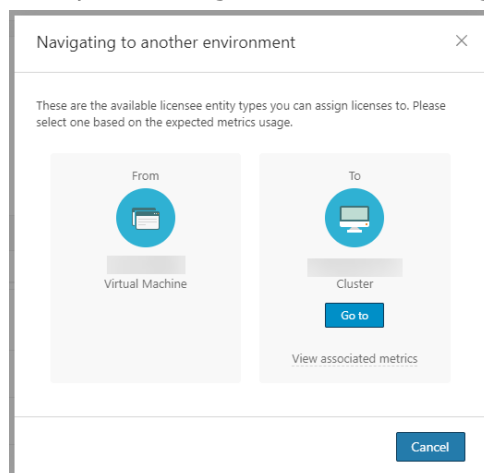 Navigating to another environment
These are the available licensee entity types you can assign licenses to. Please
select one based on the expected metrics usage.
From
Virtual Machine
To
Cluster
Go to
View associated metrics
Cancel